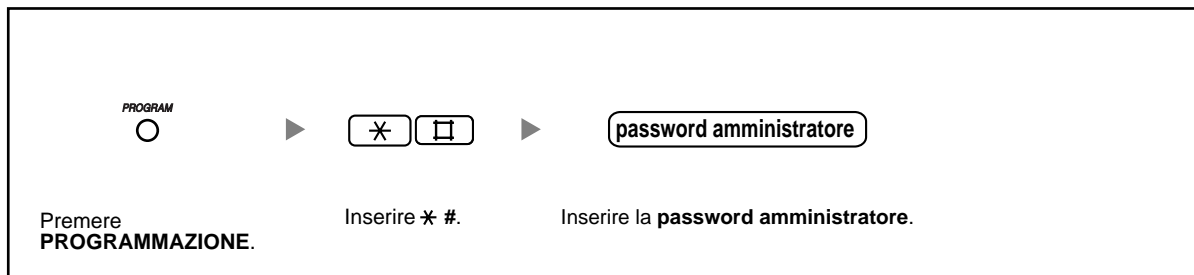 PROGRAM
✳ # password amministratore
Premere
PROGRAMMAZIONE.
Inserire ✳ #.
Inserire la password amministratore.